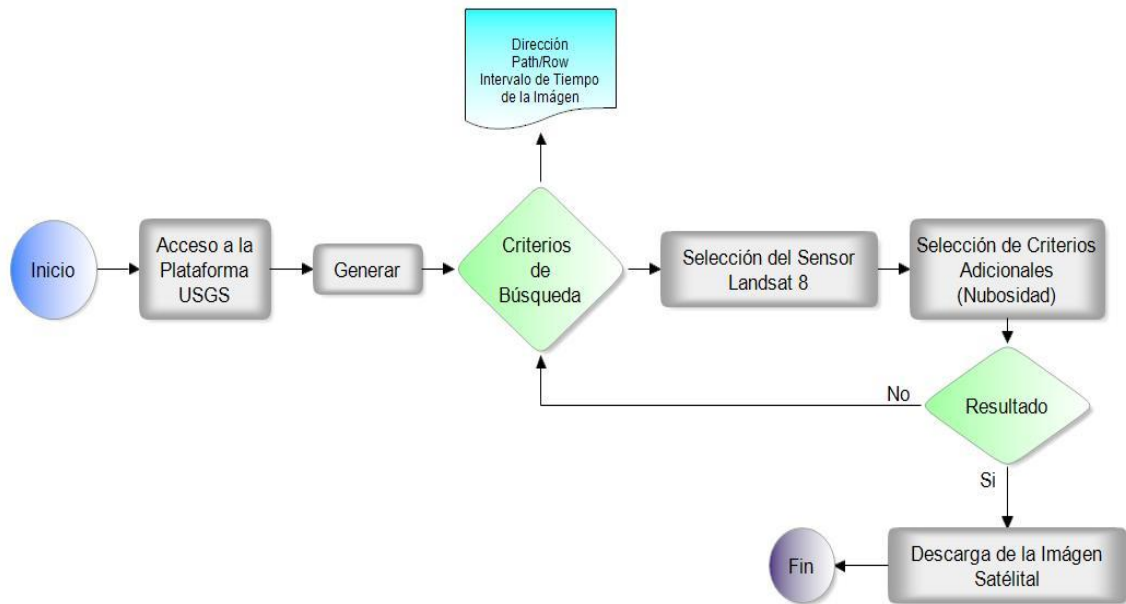 Dirección
Path/Row
Intervalo de Tiempo
de la Imágen
Inicio
Acceso a la
Plataforma
USGS
Generar
Criterios
de
Búsqueda
Selección del Sensor
Landsat 8
Selección de Criterios
Adicionales
(Nubosidad)
No
Resultado
Si
Descarga de la Imágen
Satélital
Fin